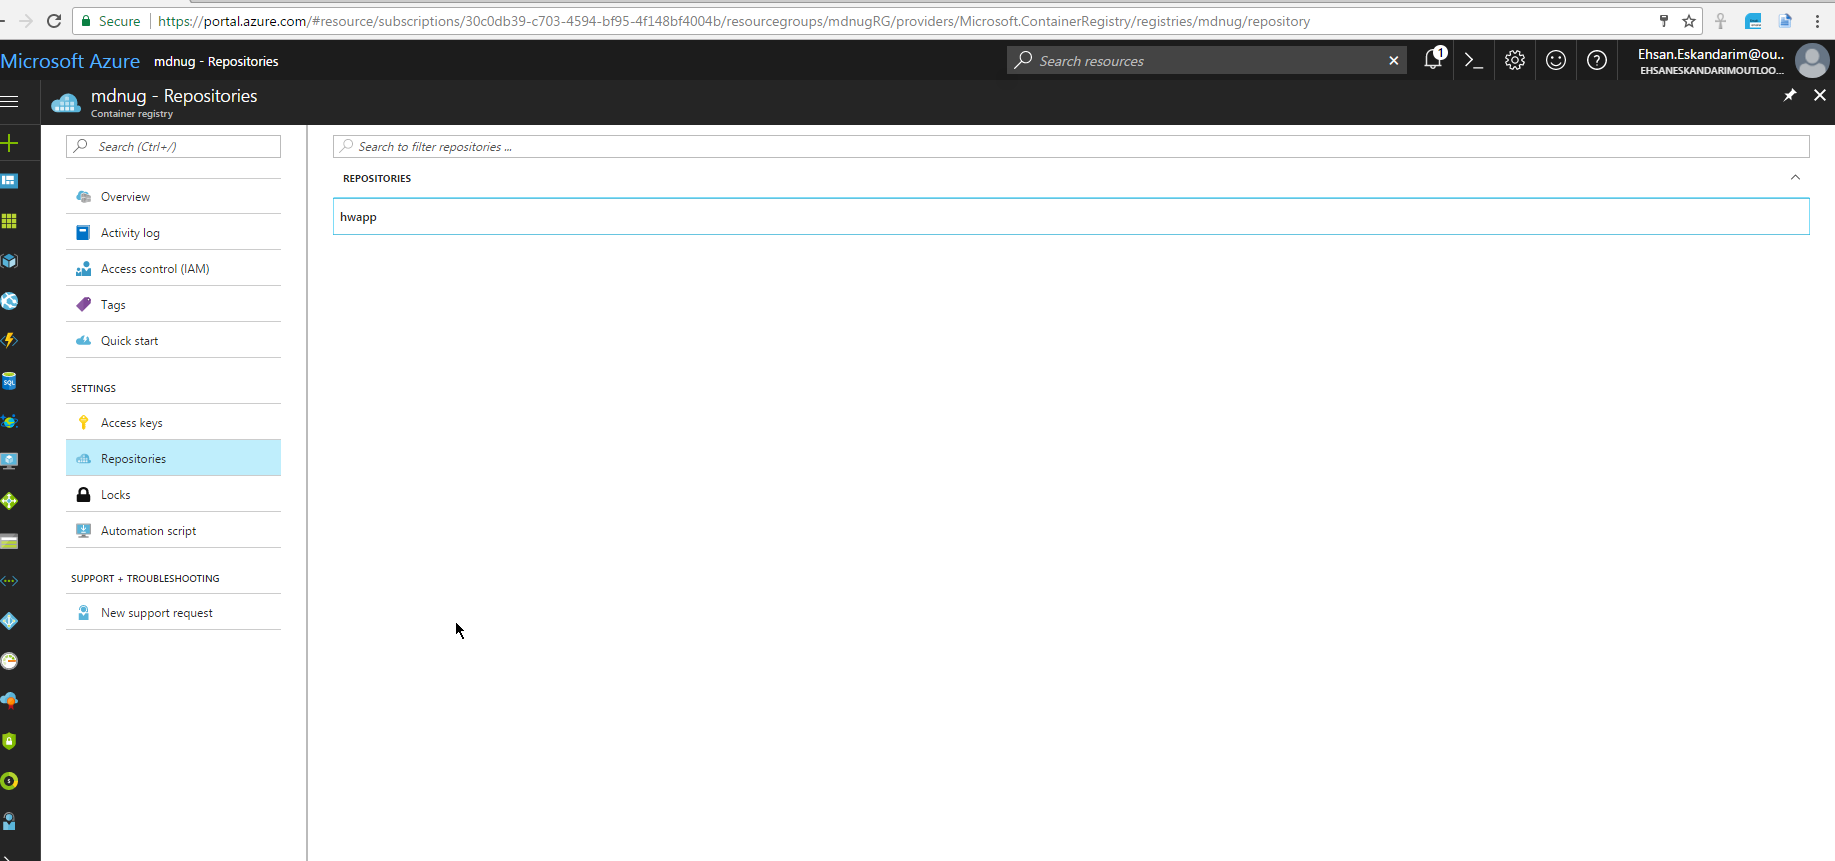 Secure https://portal.azure.com/#resource/subscriptions/30c0db39-c703-4594-bf95-4f148bf4004b/resourcegroups/mdnugRG/providers/Microsoft.ContainerRegistry/registries/mdnug/repository
Microsoft Azure mdnug - Repositories Search resources 1 Ehsan.Eskandarim@ou..
EHSANESKANDARIMOUTLOO...
mdnug - Repositories
Container registry
Search (Ctrl+/) Search to filter repositories ...
REPOSITORIES
Overview
hwapp
Activity log
Access control (IAM)
Tags
Quick start
SETTINGS
Access keys
Repositories
Locks
Automation script
SUPPORT + TROUBLESHOOTING
New support request